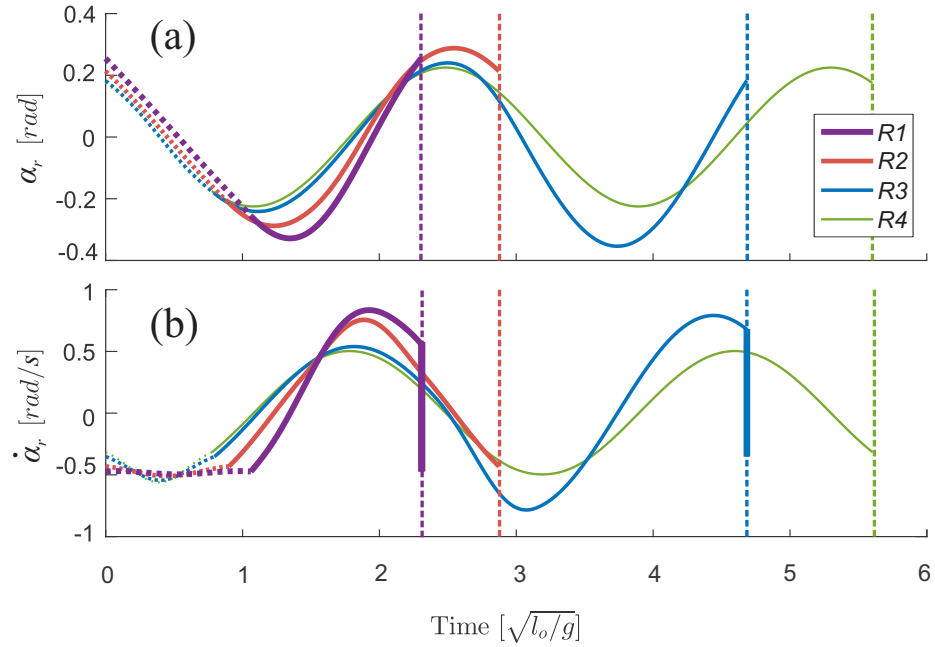 (a)
0.4
0.2
0
-0.2
-0.4
α_r [rad]
R1
R2
R3
R4
(b)
1
0.5
0
-0.5
-1
α̇_r [rad/s]
0 1 2 3 4 5 6
Time [√l_o/g]